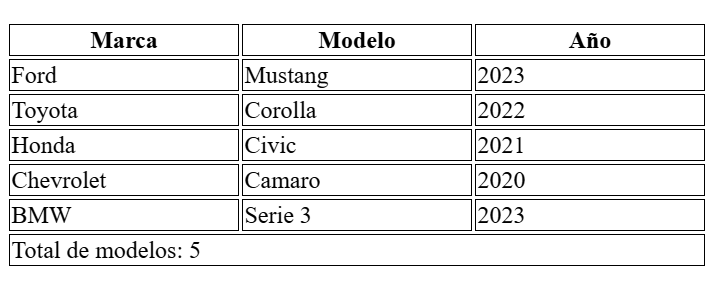 Marca Modelo Año
Ford Mustang 2023
Toyota Corolla 2022
Honda Civic 2021
Chevrolet Camaro 2020
BMW Serie 3 2023
Total de modelos: 5